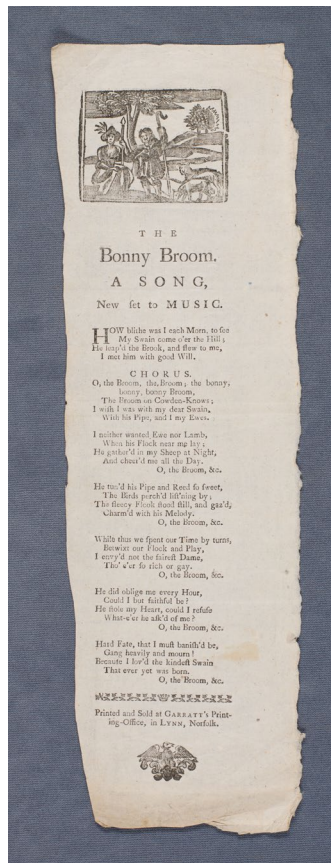 THE
Bonny Broom.
A SONG,
New ſet to MUSIC.
HOW blithe was I each Morn. to ſee
My Swain come o'er the Hill;
He leap'd the Brook, and flew to me,
I met him with good Will.
CHORUS.
O, the Broom, the Broom; the bonny,
bonny, bonny Broom,
The Broom on Cowden-Knows;
I wiſh I was with my dear Swain,
With his Pipe, and my Ewes.
I neither wanted Ewe nor Lamb,
When his Flock near me lay;
He gather'd in my Sheep at Night,
And cheer'd me all the Day.
O, the Broom, &c.
He tun'd his Pipe and Reed ſo ſweet,
The Birds perch'd liſt'ning by;
The fleecy Flock ſtood ſtill, and gaz'd,
Charm'd with his Melody.
O, the Broom, &c.
While thus we ſpent our Time by turns,
Betwixt our Flock and Play,
I envy'd not the faireſt Dame,
Tho' e'er ſo rich or gay.
O, the Broom, &c.
He did oblige me every Hour,
Could I but faithful be?
He ſtole my Heart, could I refuſe
What-e'er he aſk'd of me?
O, the Broom, &c.
Hard Fate, that I muſt baniſh'd be,
Gang heavily and mourn!
Becauſe I lov'd the kindeſt Swain
That ever yet was born.
O, the Broom, &c.
Printed and Sold at GARRATT's Print-
ing-Office, in LYNN, Norfolk.